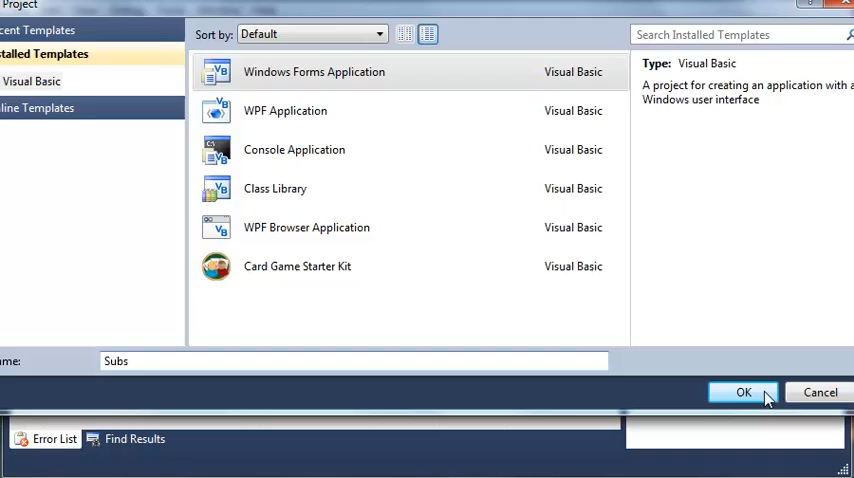 Project
cent Templates
stalled Templates
Visual Basic
line Templates
Sort by: Default
Windows Forms Application Visual Basic
WPF Application Visual Basic
Console Application Visual Basic
Class Library Visual Basic
WPF Browser Application Visual Basic
Card Game Starter Kit Visual Basic
Search Installed Templates
Type: Visual Basic
A project for creating an application with a
Windows user interface
me: Subs
OK Cancel
Error List Find Results